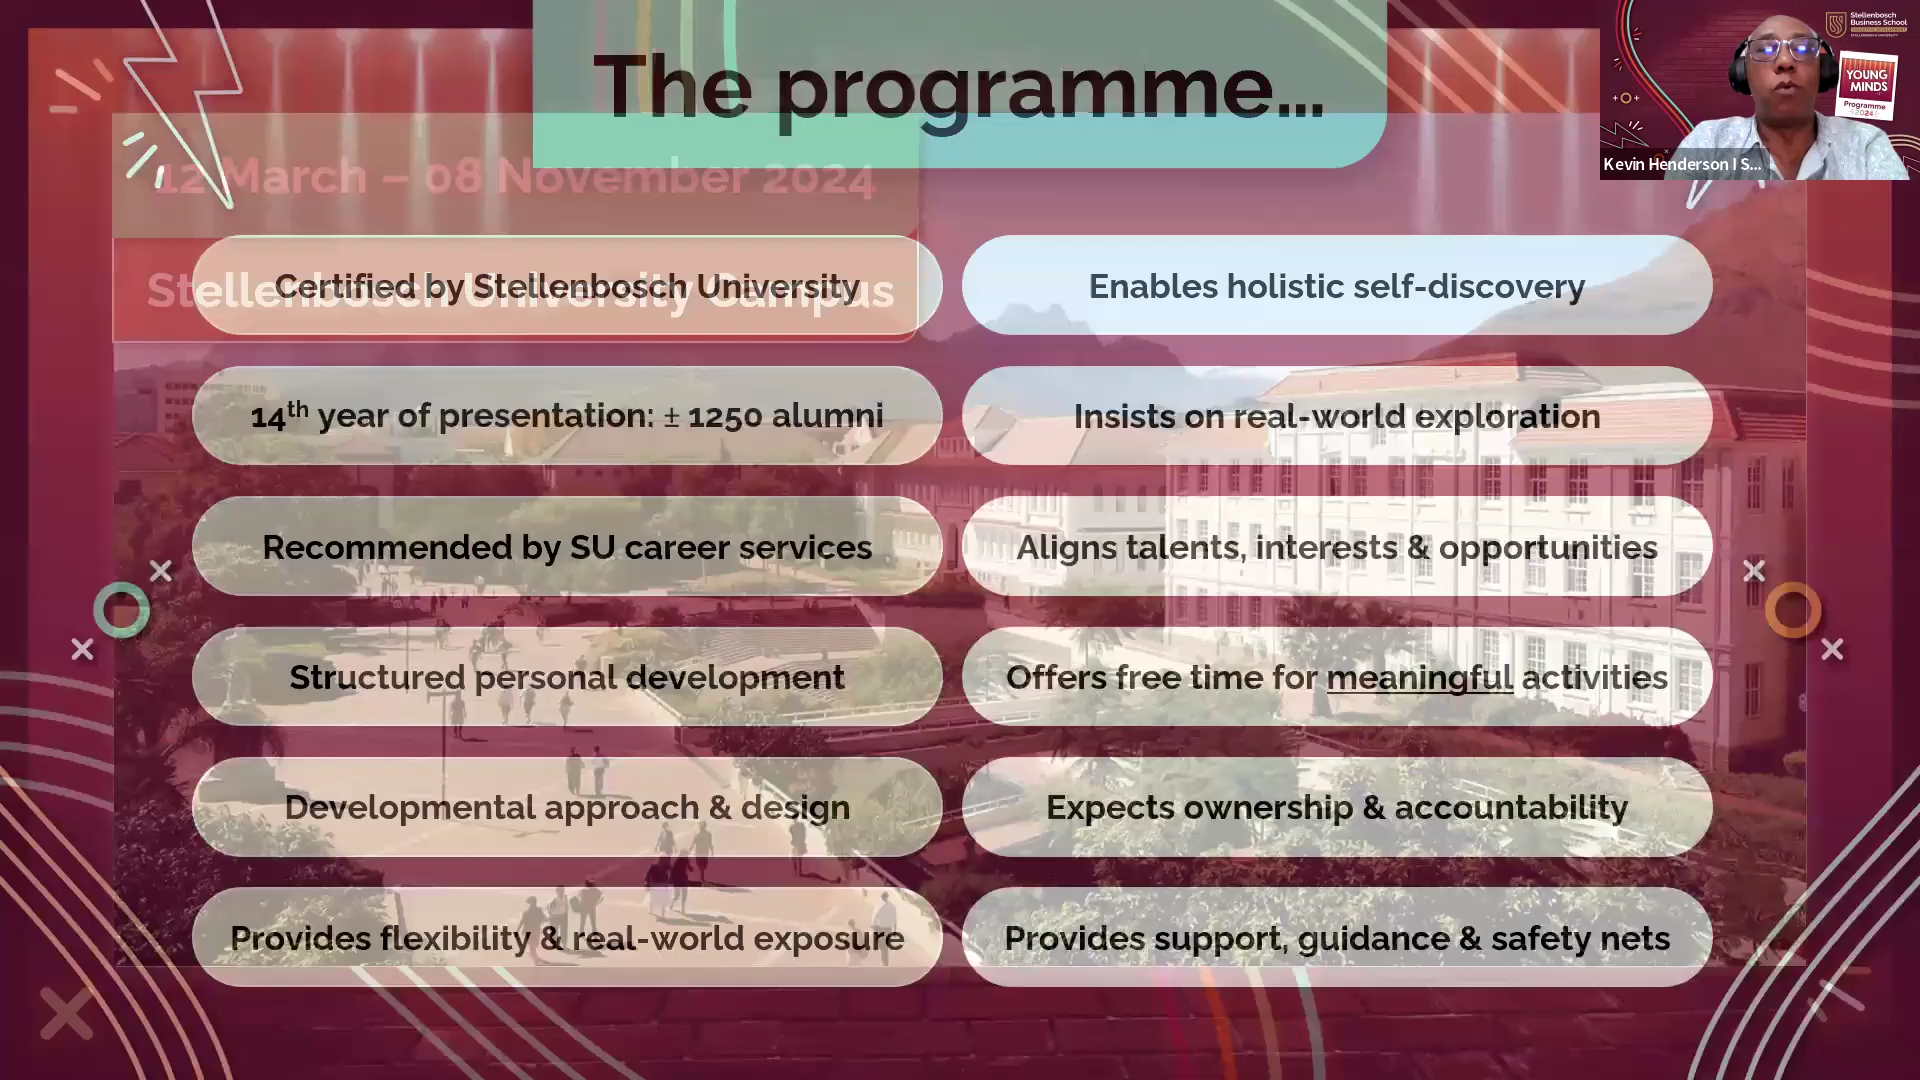 The programme...
12 March – 08 November 2024
Stellenbosch University Campus
Certified by Stellenbosch University
Enables holistic self-discovery
14th year of presentation: ± 1250 alumni
Insists on real-world exploration
Recommended by SU career services
Aligns talents, interests & opportunities
Structured personal development
Offers free time for meaningful activities
Developmental approach & design
Expects ownership & accountability
Provides flexibility & real-world exposure
Provides support, guidance & safety nets
Stellenbosch
Business School
YOUNG
MINDS
Programme
2024
Kevin Henderson I S...